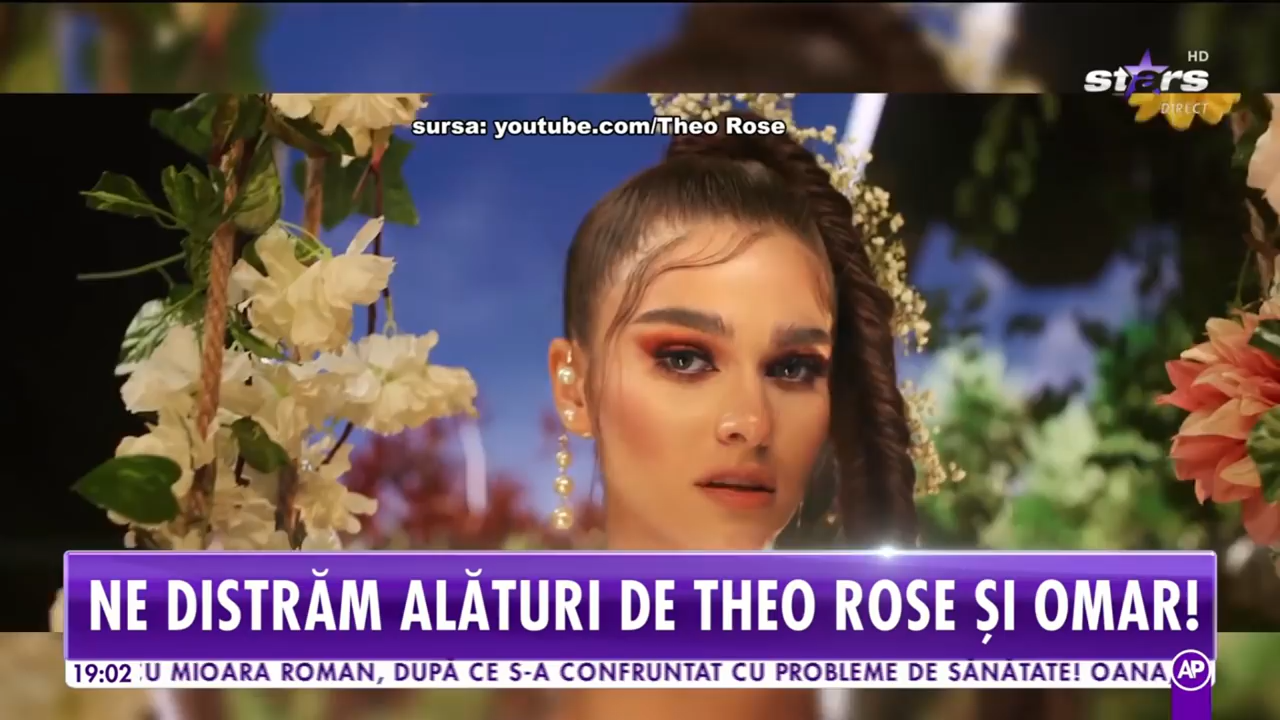 HD
stars
DIRECT
sursa: youtube.com/Theo Rose
NE DISTRĂM ALĂTURI DE THEO ROSE ȘI OMAR!
19:02 CU MIOARA ROMAN, DUPĂ CE S-A CONFRUNTAT CU PROBLEME DE SĂNĂTATE! OANA, AP